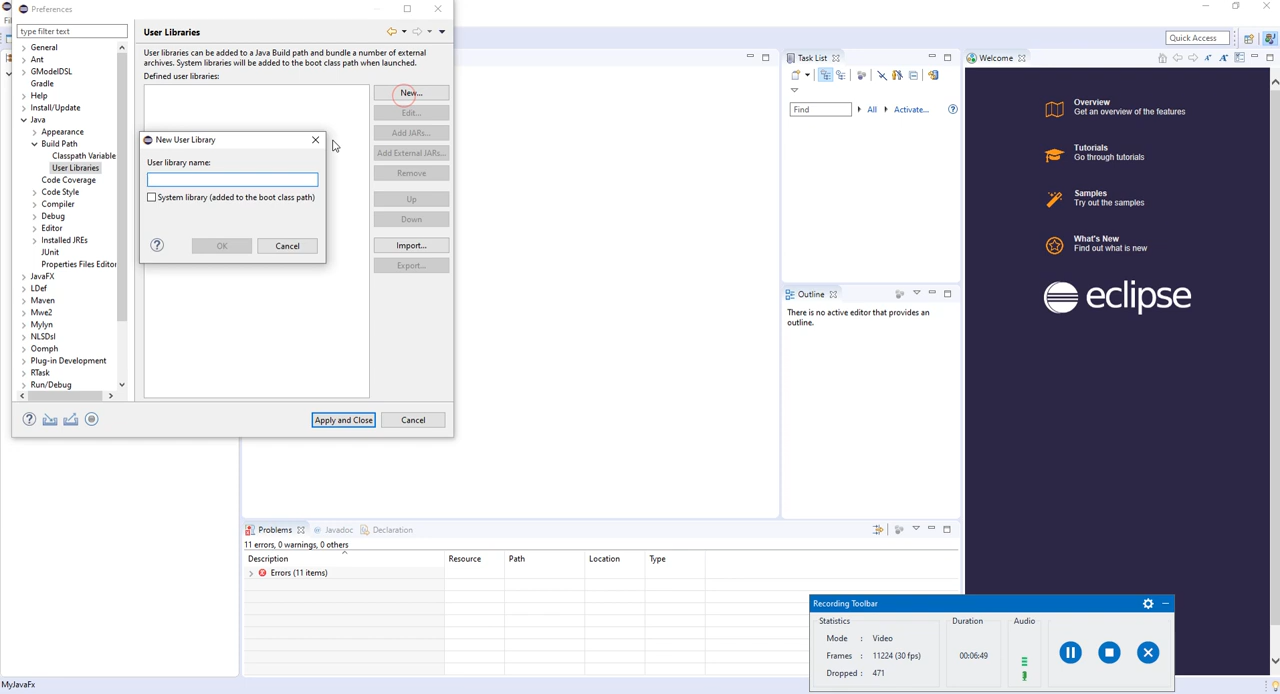 Preferences
type filter text
General
Ant
GModelDSL
Gradle
Help
Install/Update
Java
Appearance
Build Path
Classpath Variable
User Libraries
Code Coverage
Code Style
Compiler
Debug
Editor
Installed JREs
JUnit
Properties Files Editor
JavaFX
LDef
Maven
Mwe2
Mylyn
NLSDsl
Oomph
Plug-in Development
RTask
Run/Debug
User Libraries
User libraries can be added to a Java Build path and bundle a number of external
archives. System libraries will be added to the boot class path when launched.
Defined user libraries:
New...
Edit...
Add JARs...
Add External JARs...
Remove
Up
Down
Import...
Export...
New User Library
User library name:
System library (added to the boot class path)
OK
Cancel
Apply and Close
Cancel
Quick Access
Task List
Find
All
Activate...
Outline
There is no active editor that provides an
outline.
Welcome
Overview
Get an overview of the features
Tutorials
Go through tutorials
Samples
Try out the samples
What's New
Find out what is new
eclipse
Problems
Javadoc
Declaration
11 errors, 0 warnings, 0 others
Description Resource Path Location Type
Errors (11 items)
Recording Toolbar
Statistics
Mode : Video
Frames : 11224 (30 fps)
Dropped : 471
Duration
00:06:49
Audio
MyJavaFx